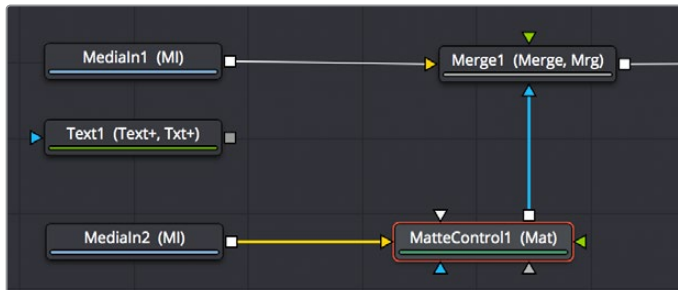 MediaIn1 (MI)
Merge1 (Merge, Mrg)
Text1 (Text+, Txt+)
MediaIn2 (MI)
MatteControl1 (Mat)